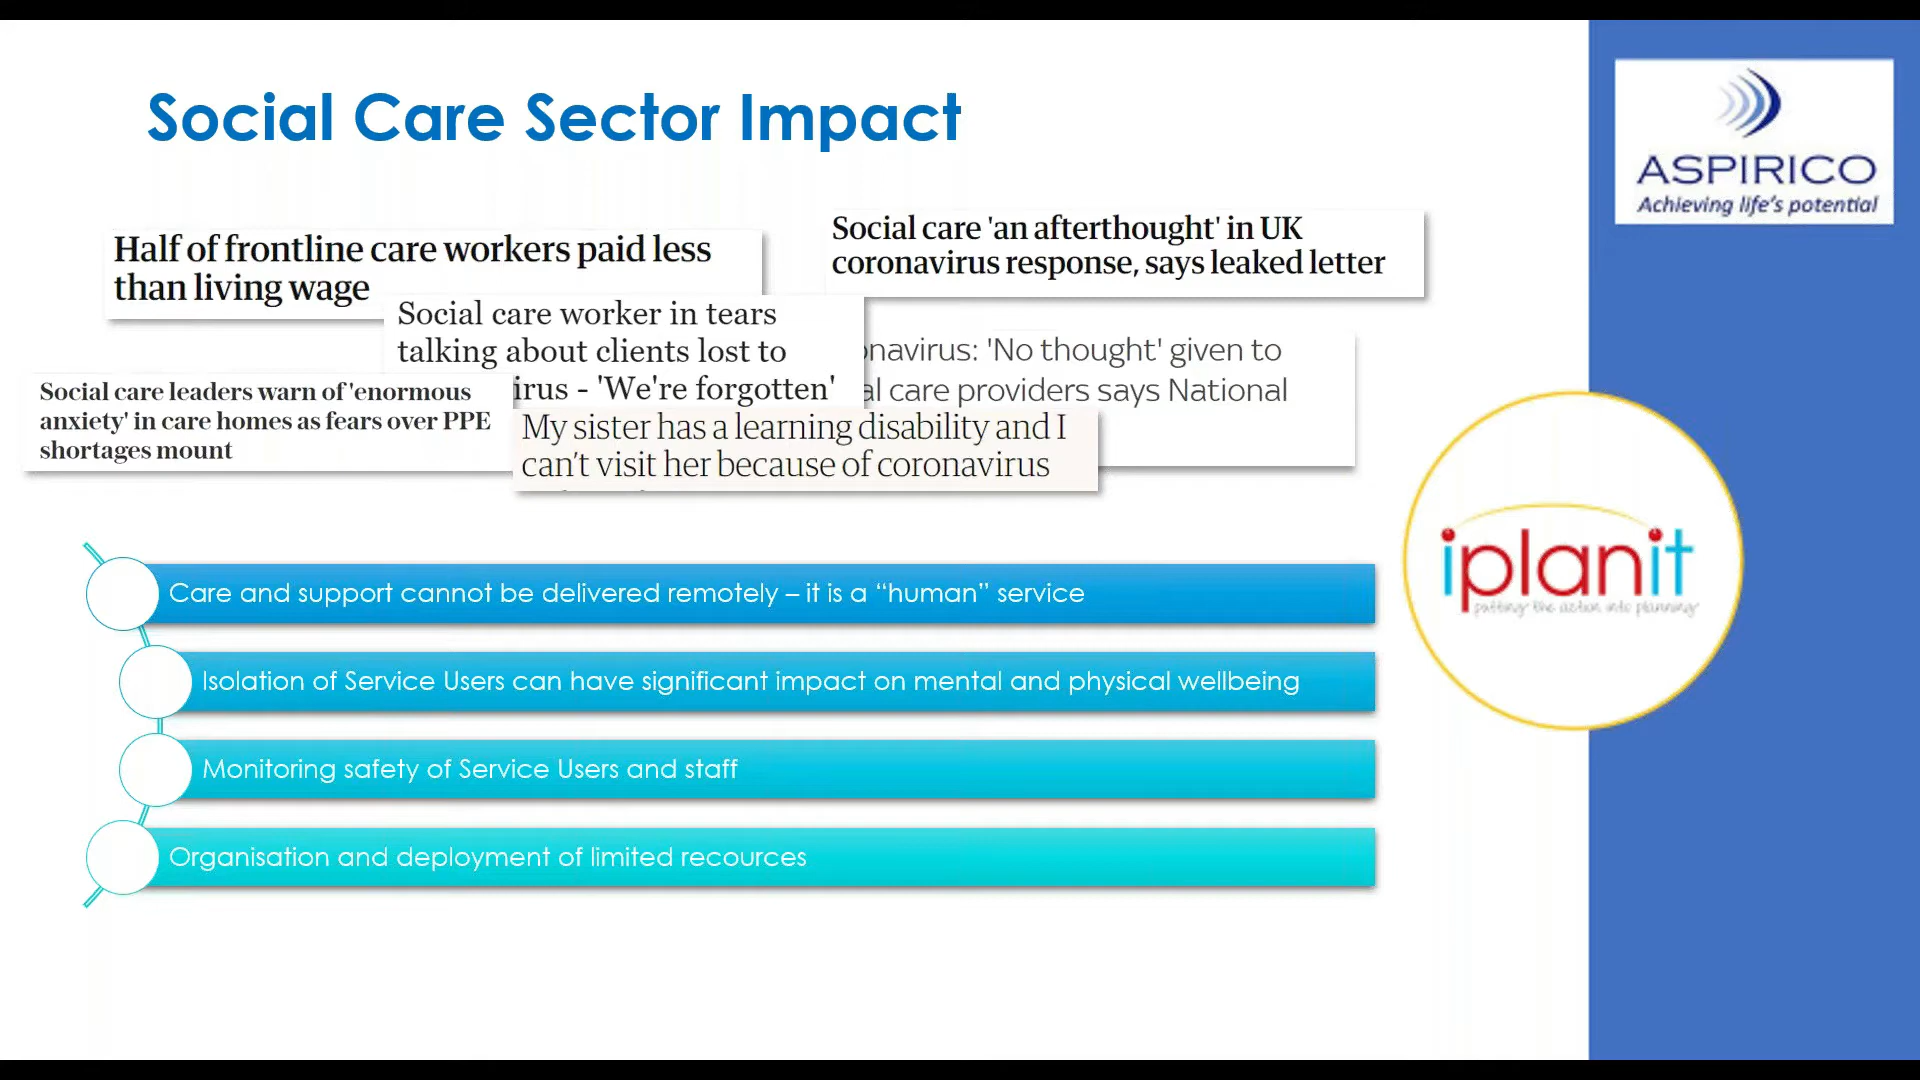 Social Care Sector Impact
ASPIRICO
Achieving life's potential
Half of frontline care workers paid less
than living wage
Social care 'an afterthought' in UK
coronavirus response, says leaked letter
Social care worker in tears
talking about clients lost to
irus - 'We're forgotten'
onavirus: 'No thought' given to
al care providers says National
Social care leaders warn of 'enormous
anxiety' in care homes as fears over PPE
shortages mount
My sister has a learning disability and I
can't visit her because of coronavirus
iplanit
putting the action into planning
Care and support cannot be delivered remotely – it is a “human” service
Isolation of Service Users can have significant impact on mental and physical wellbeing
Monitoring safety of Service Users and staff
Organisation and deployment of limited recources